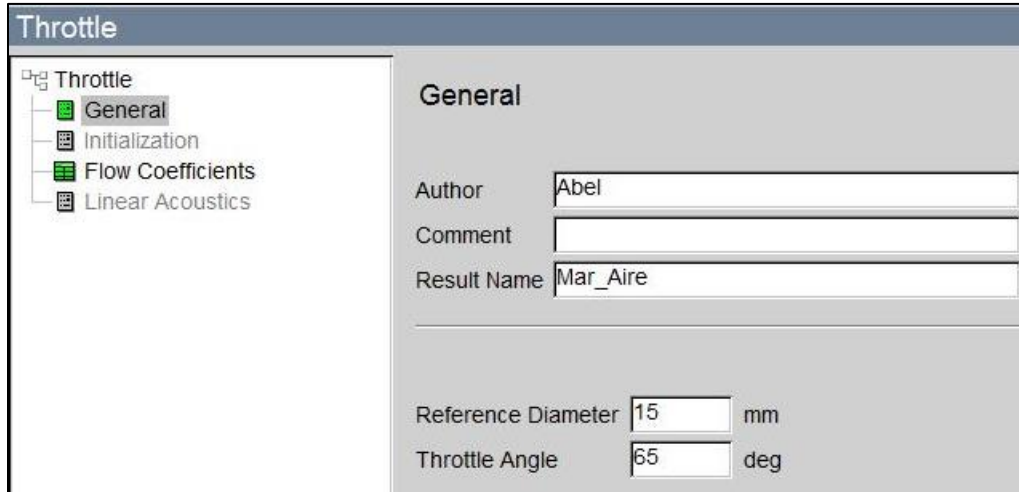 Throttle
Throttle
General
Initialization
Flow Coefficients
Linear Acoustics
General
Author Abel
Comment
Result Name Mar_Aire
Reference Diameter 15 mm
Throttle Angle 65 deg